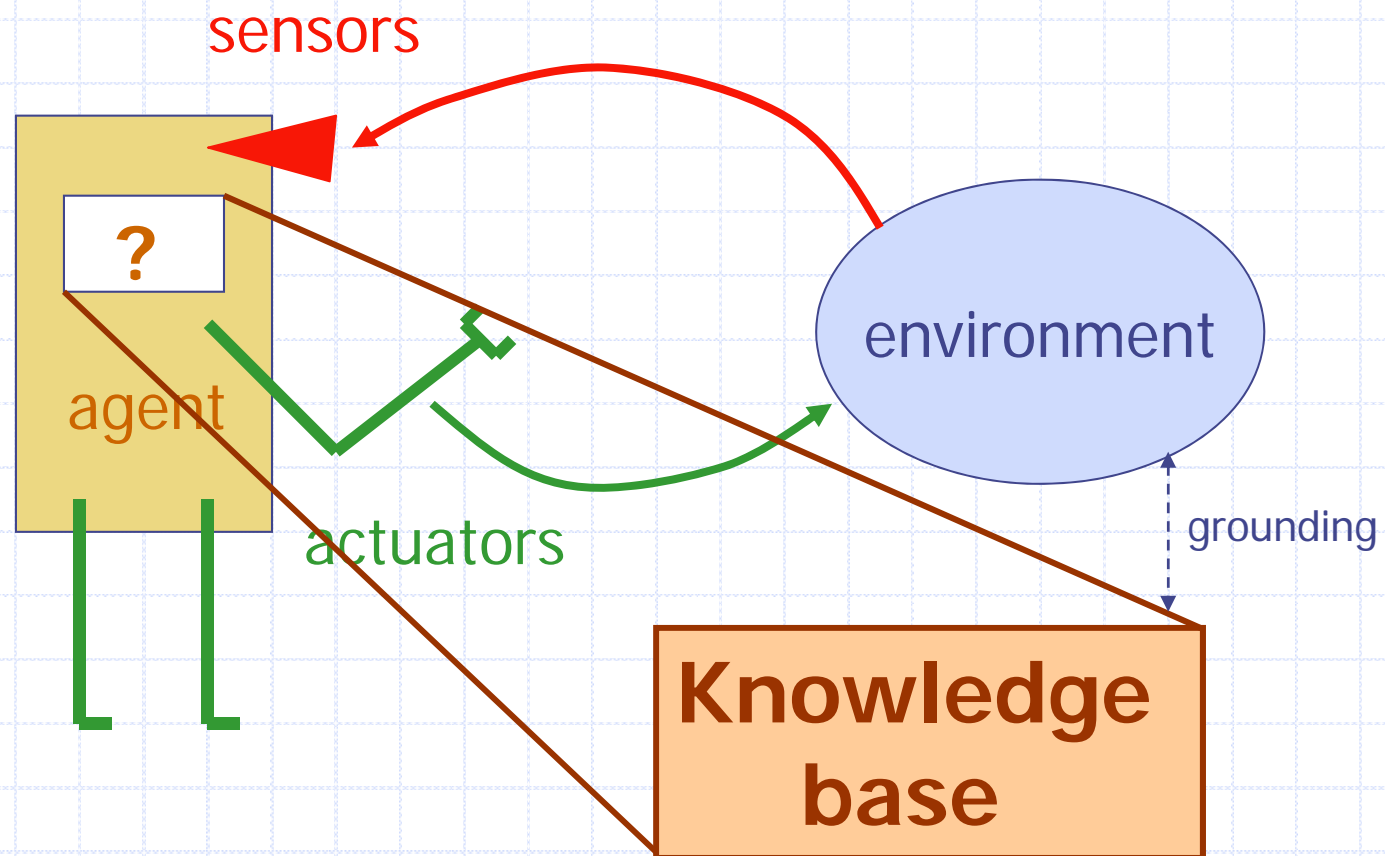 sensors
?
environment
agent
grounding
actuators
Knowledge
base